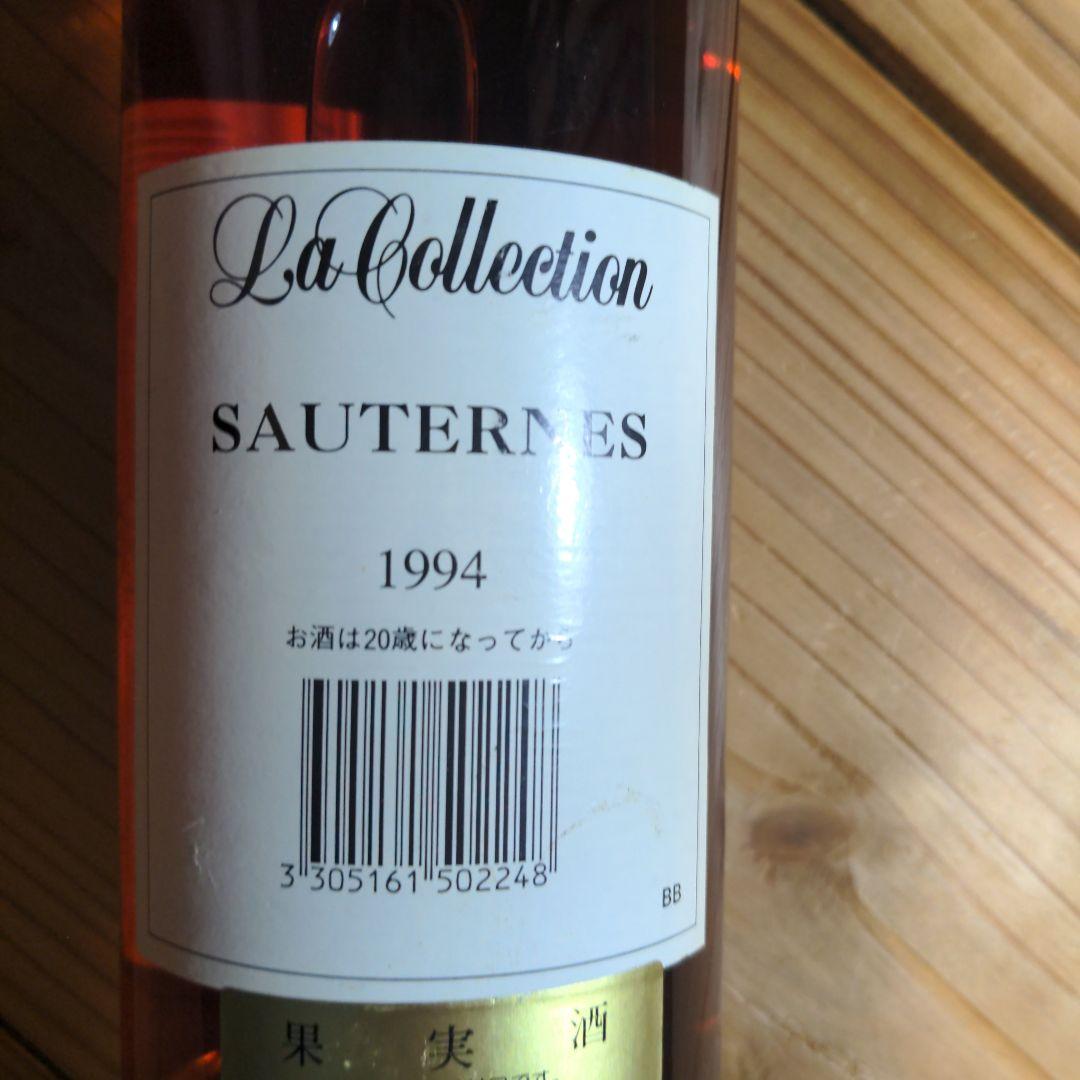 La Collection
SAUTERNES
1994
お酒は20歳になってから
3 305161 502248
BB
果実酒